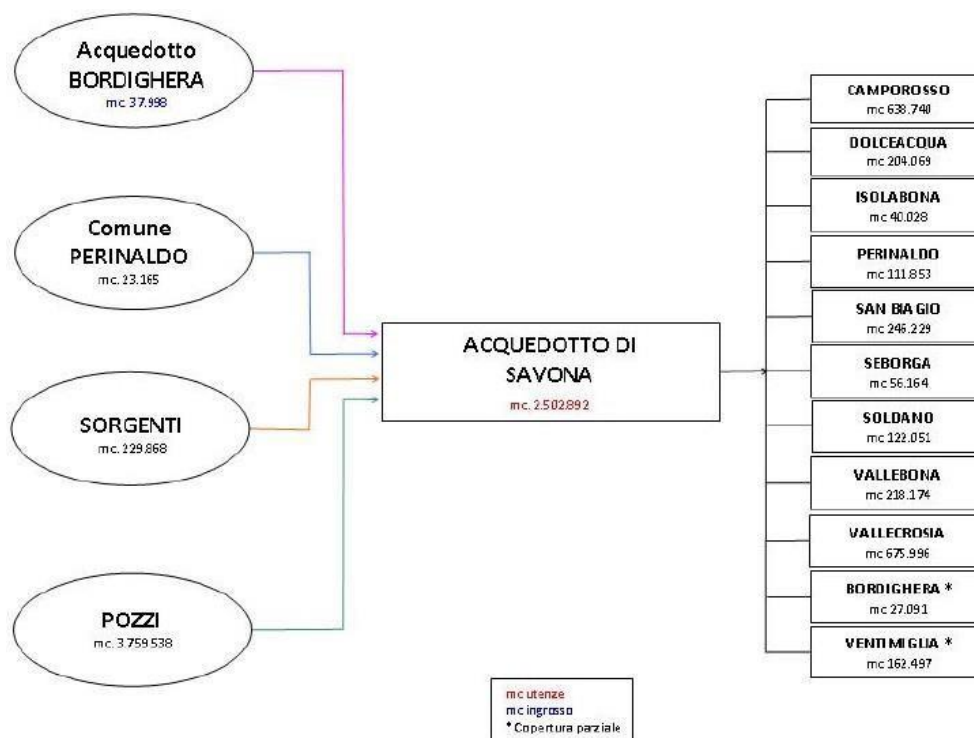 Acquedotto
BORDIGHERA
mc. 37.998
Comune
PERINALDO
mc. 23.165
SORGENTI
mc. 229.868
POZZI
mc. 3.759.538
ACQUEDOTTO DI
SAVONA
mc. 2.502.892
CAMPOROSSO
mc 638.740
DOLCEACQUA
mc 204.069
ISOLABONA
mc 40.028
PERINALDO
mc 111.853
SAN BIAGIO
mc 246.229
SEBORGA
mc 56.164
SOLDANO
mc 122.051
VALLEBONA
mc 218.174
VALLECROSIA
mc 675.996
BORDIGHERA *
mc 27.091
VENTIMIGLIA *
mc 162.497
mc utenze
mc ingrosso
* Copertura parziale